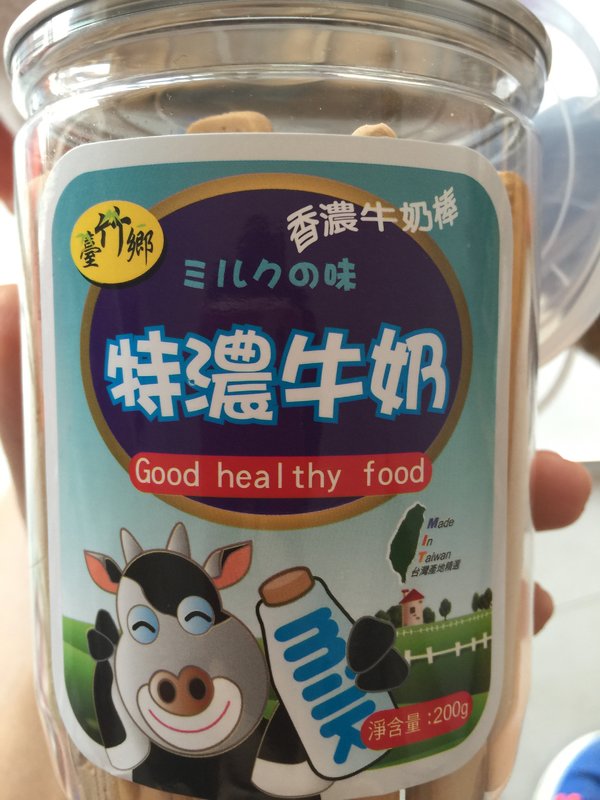 香濃牛奶棒
臺竹鄉
ミルクの味
特濃牛奶
Good healthy food
Made
In
Taiwan
台灣產地精選
milk
淨含量:200g